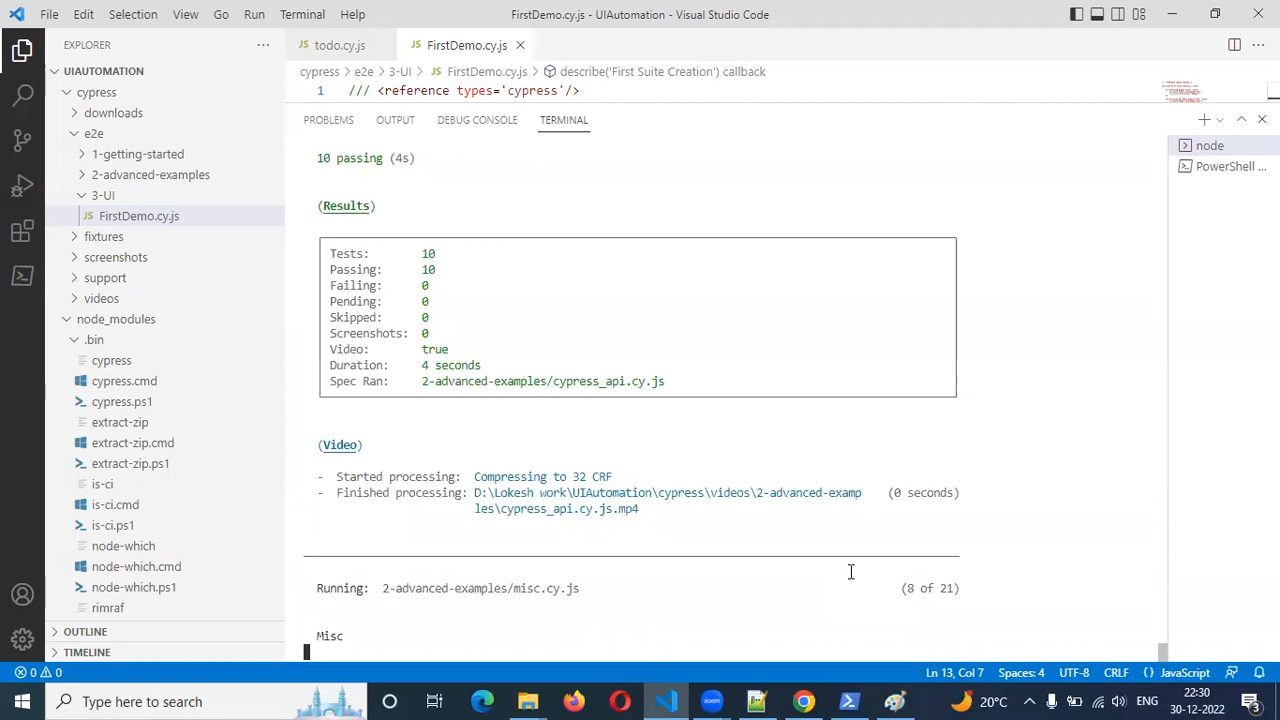 File Edit Selection View Go Run Terminal Help
FirstDemo.cy.js - UIAutomation - Visual Studio Code
EXPLORER
UIAUTOMATION
cypress
downloads
e2e
1-getting-started
2-advanced-examples
3-UI
JS FirstDemo.cy.js
fixtures
screenshots
support
videos
node_modules
.bin
cypress
cypress.cmd
cypress.ps1
extract-zip
extract-zip.cmd
extract-zip.ps1
is-ci
is-ci.cmd
is-ci.ps1
node-which
node-which.cmd
node-which.ps1
rimraf
OUTLINE
TIMELINE
JS todo.cy.js
JS FirstDemo.cy.js
cypress > e2e > 3-UI > JS FirstDemo.cy.js > describe('First Suite Creation') callback
1 /// <reference types='cypress'/>
PROBLEMS OUTPUT DEBUG CONSOLE TERMINAL
node
PowerShell ...
10 passing (4s)
(Results)
Tests: 10
Passing: 10
Failing: 0
Pending: 0
Skipped: 0
Screenshots: 0
Video: true
Duration: 4 seconds
Spec Ran: 2-advanced-examples/cypress_api.cy.js
(Video)
- Started processing: Compressing to 32 CRF
- Finished processing: D:\Lokesh work\UIAutomation\cypress\videos\2-advanced-examp (0 seconds)
les\cypress_api.cy.js.mp4
Running: 2-advanced-examples/misc.cy.js (8 of 21)
Misc
0 0 Ln 13, Col 7 Spaces: 4 UTF-8 CRLF {} JavaScript
Type here to search
zoom
20°C
ENG
22:30
30-12-2022
3